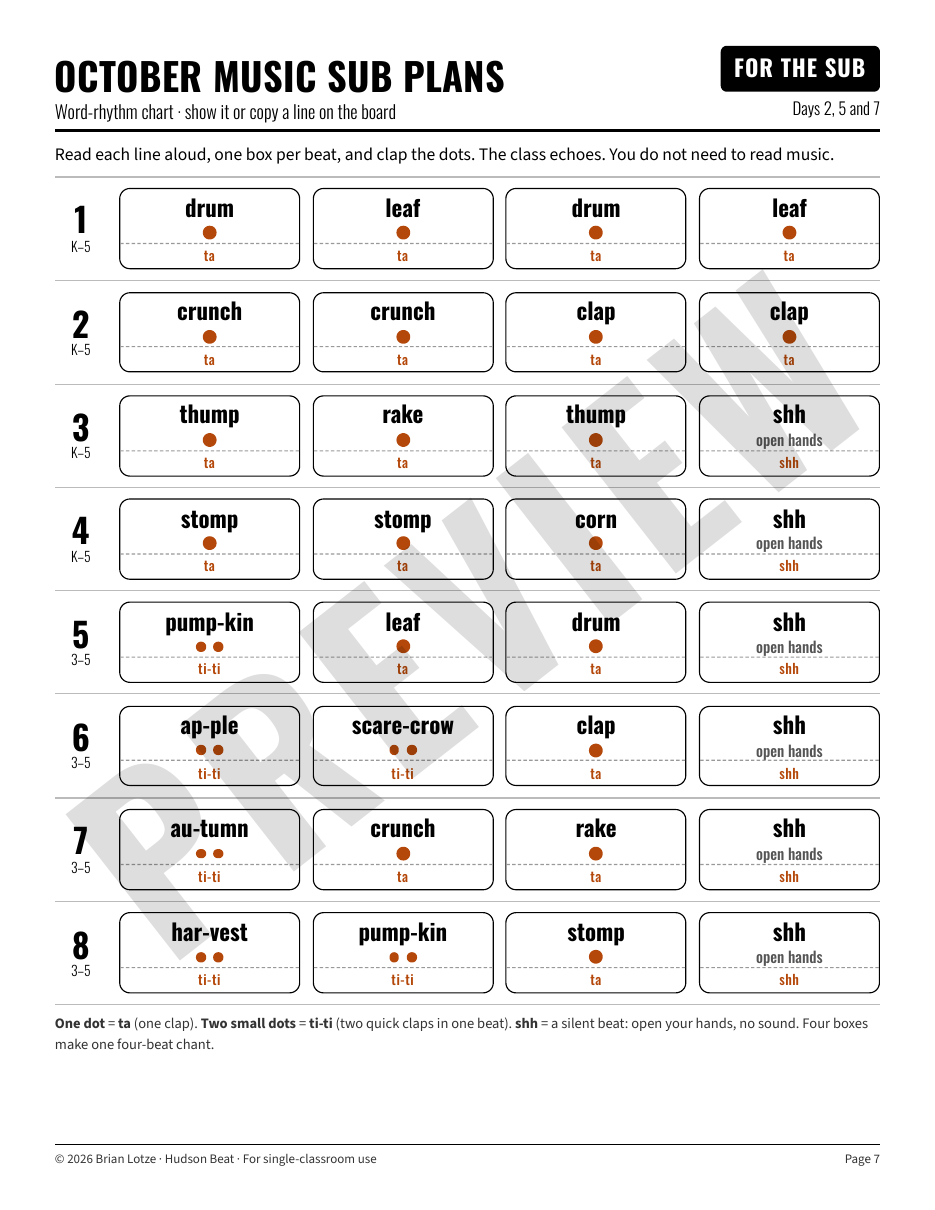 OCTOBER MUSIC SUB PLANS
FOR THE SUB
Word-rhythm chart · show it or copy a line on the board
Days 2, 5 and 7
Read each line aloud, one box per beat, and clap the dots. The class echoes. You do not need to read music.
1 drum leaf drum leaf
K–5
ta ta ta ta
2 crunch crunch clap clap
K–5
ta ta ta ta
3 thump rake thump shh
K–5 open hands
ta ta ta shh
4 stomp stomp corn shh
K–5 open hands
ta ta ta shh
5 pump-kin leaf drum shh
3–5 open hands
ti-ti ta ta shh
6 ap-ple scare-crow clap shh
3–5 open hands
ti-ti ti-ti ta shh
7 au-tumn crunch rake shh
3–5 open hands
ti-ti ta ta shh
8 har-vest pump-kin stomp shh
3–5 open hands
ti-ti ti-ti ta shh
PREVIEW
One dot = ta (one clap). Two small dots = ti-ti (two quick claps in one beat). shh = a silent beat: open your hands, no sound. Four boxes
make one four-beat chant.
© 2026 Brian Lotze · Hudson Beat · For single-classroom use
Page 7